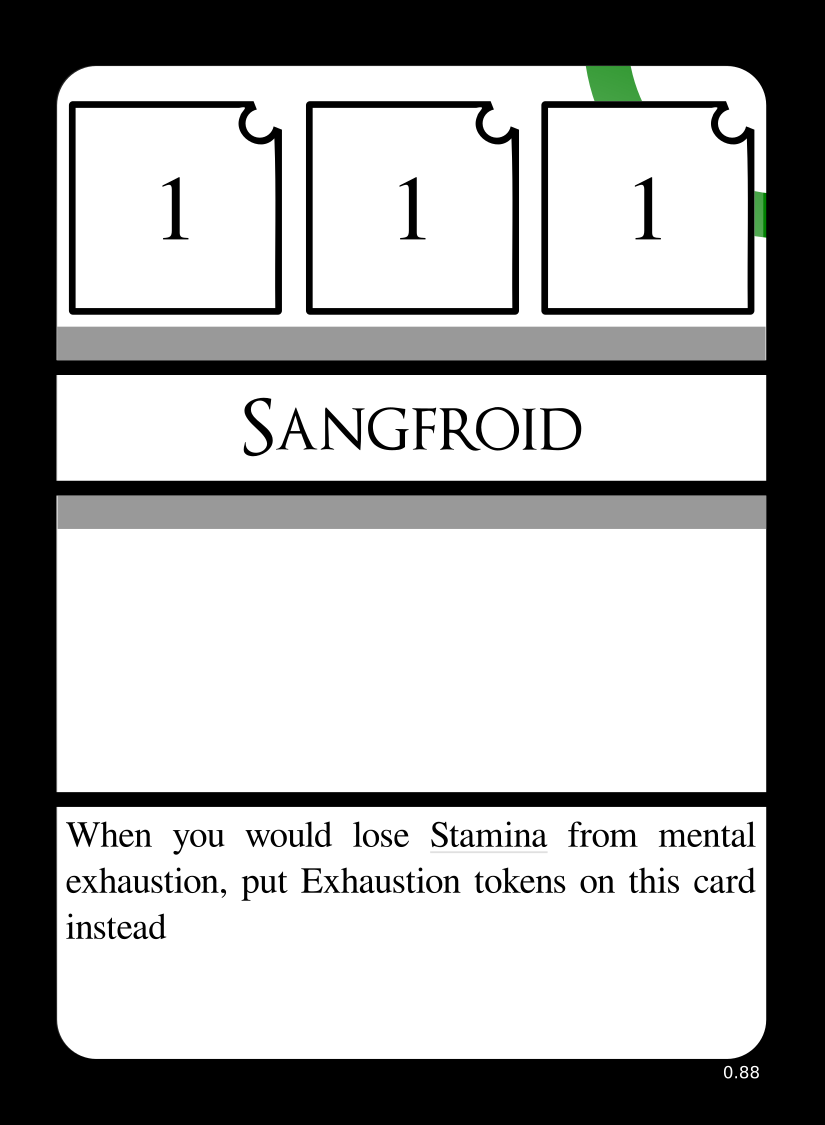 1 1 1
SANGFROID
When you would lose Stamina from mental
exhaustion, put Exhaustion tokens on this card
instead
0.88